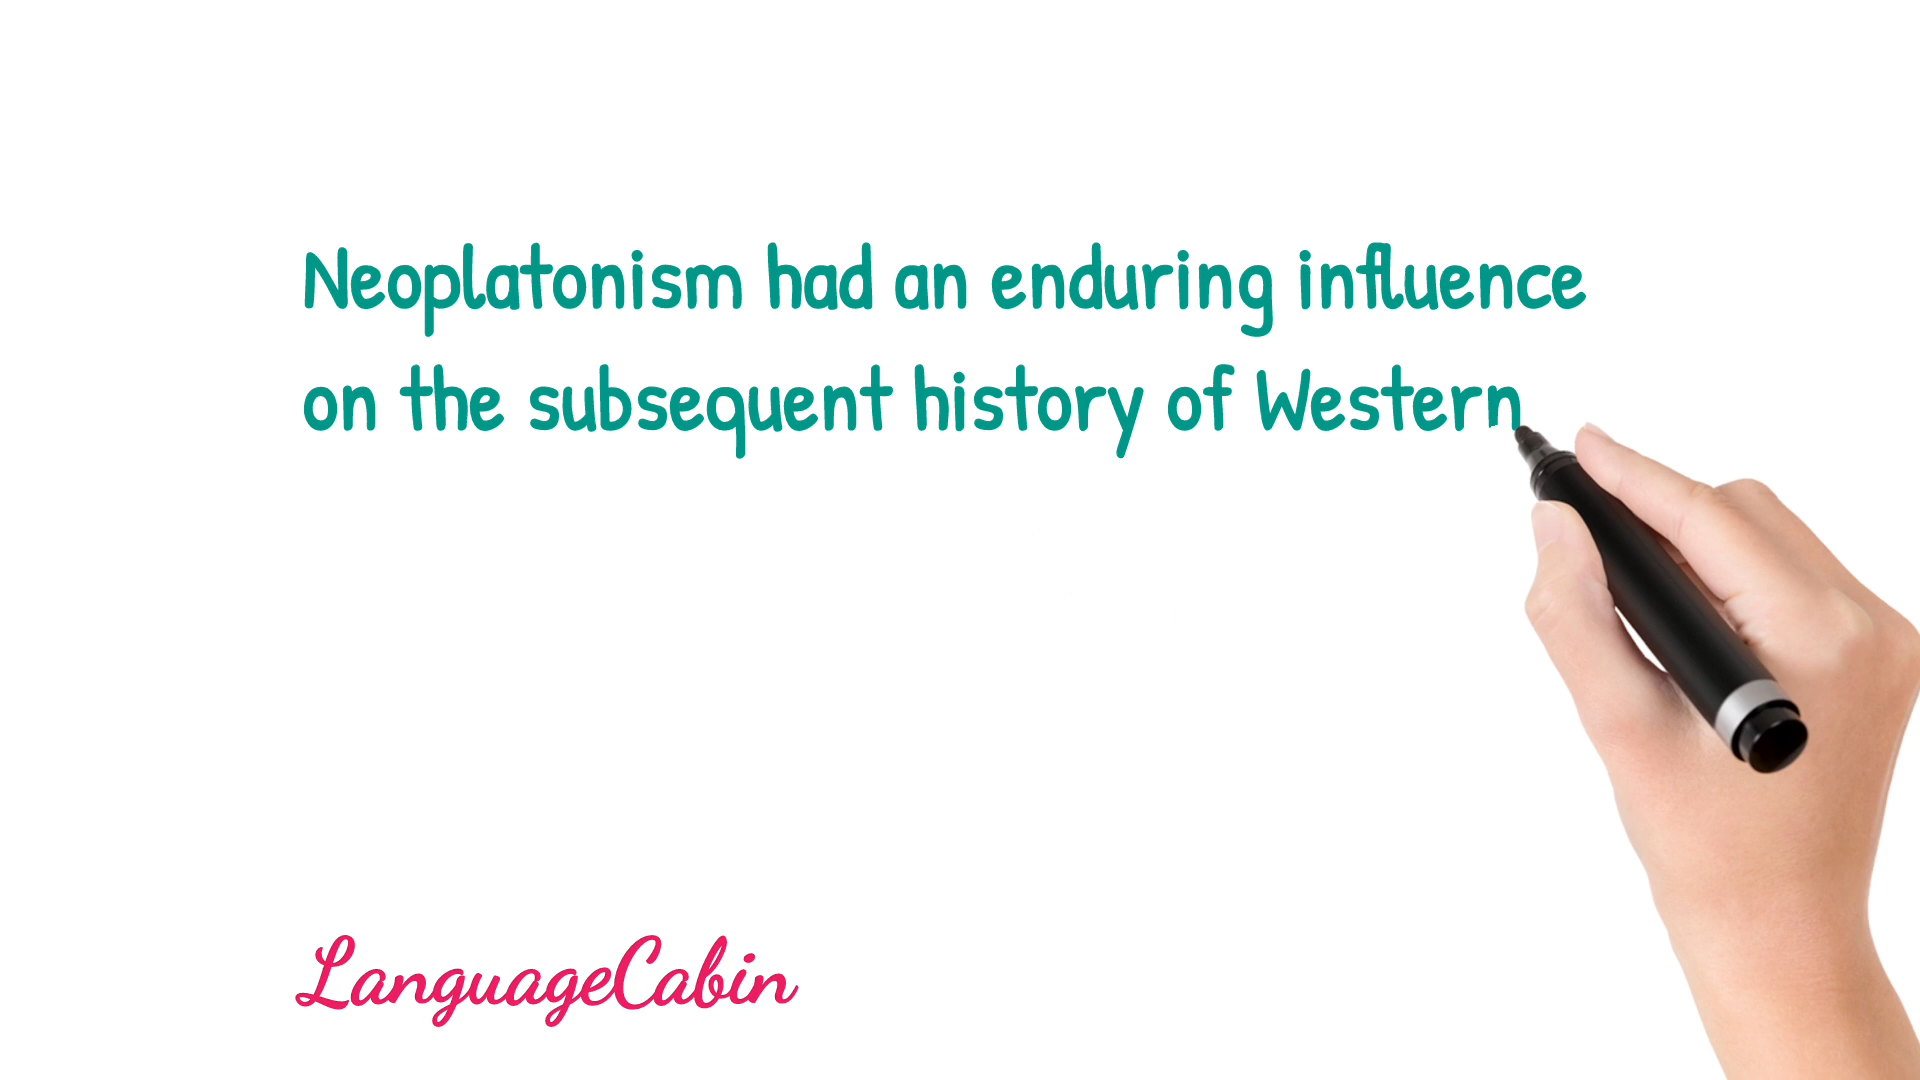 Neoplatonism had an enduring influence
on the subsequent history of Western
LanguageCabin